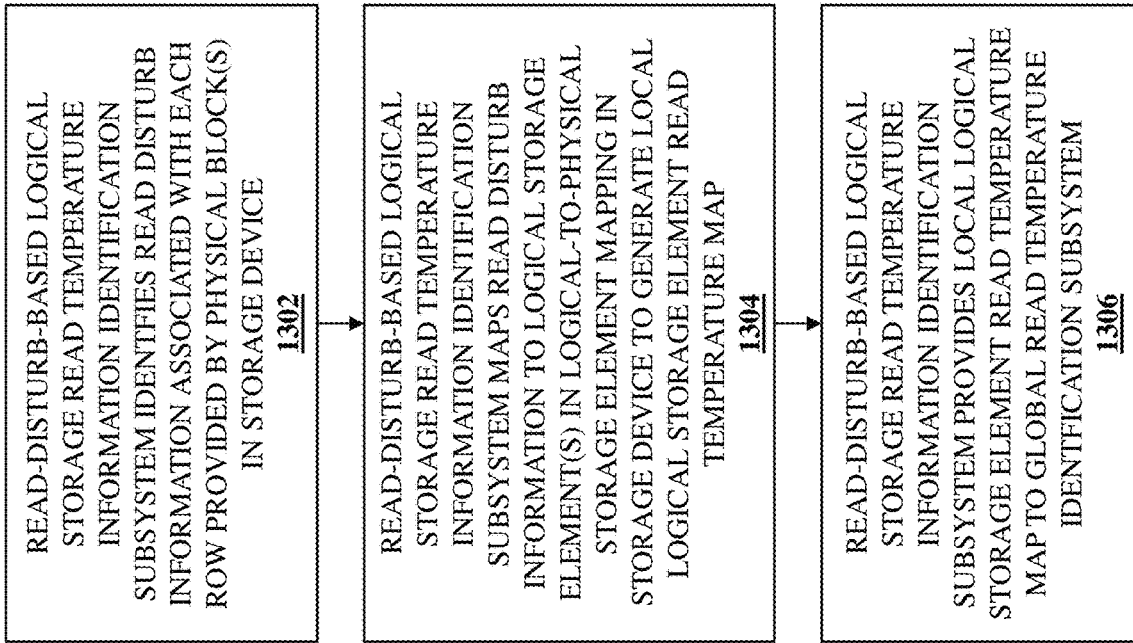 READ-DISTURB-BASED LOGICAL
STORAGE READ TEMPERATURE
INFORMATION IDENTIFICATION
SUBSYSTEM IDENTIFIES READ DISTURB
INFORMATION ASSOCIATED WITH EACH
ROW PROVIDED BY PHYSICAL BLOCK(S)
IN STORAGE DEVICE
1302
READ-DISTURB-BASED LOGICAL
STORAGE READ TEMPERATURE
INFORMATION IDENTIFICATION
SUBSYSTEM MAPS READ DISTURB
INFORMATION TO LOGICAL STORAGE
ELEMENT(S) IN LOGICAL-TO-PHYSICAL
STORAGE ELEMENT MAPPING IN
STORAGE DEVICE TO GENERATE LOCAL
LOGICAL STORAGE ELEMENT READ
TEMPERATURE MAP
1304
READ-DISTURB-BASED LOGICAL
STORAGE READ TEMPERATURE
INFORMATION IDENTIFICATION
SUBSYSTEM PROVIDES LOCAL LOGICAL
STORAGE ELEMENT READ TEMPERATURE
MAP TO GLOBAL READ TEMPERATURE
IDENTIFICATION SUBSYSTEM
1306